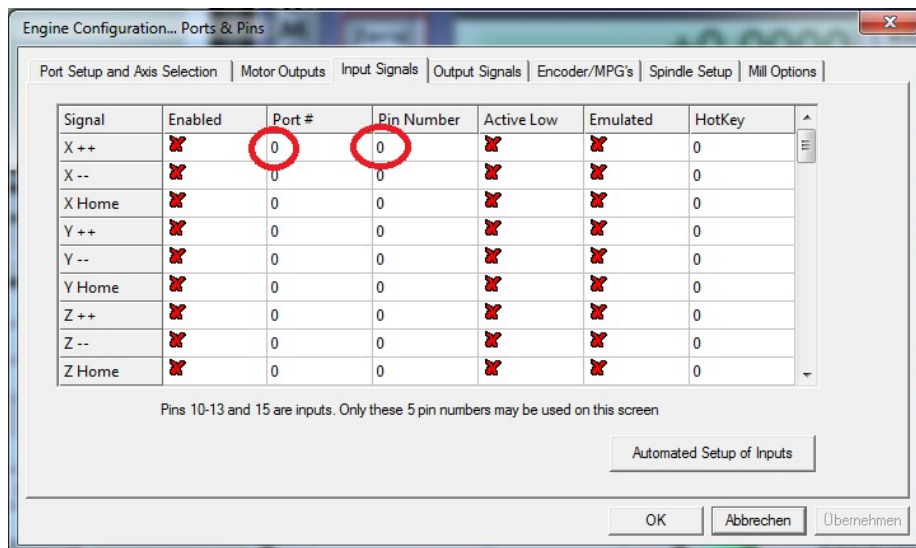 Engine Configuration... Ports & Pins
Port Setup and Axis Selection Motor Outputs Input Signals Output Signals Encoder/MPG's Spindle Setup Mill Options
Signal Enabled Port # Pin Number Active Low Emulated HotKey
X ++ 0 0 0
X -- 0 0 0
X Home 0 0 0
Y ++ 0 0 0
Y -- 0 0 0
Y Home 0 0 0
Z ++ 0 0 0
Z -- 0 0 0
Z Home 0 0 0
Pins 10-13 and 15 are inputs. Only these 5 pin numbers may be used on this screen
Automated Setup of Inputs
OK Abbrechen Übernehmen